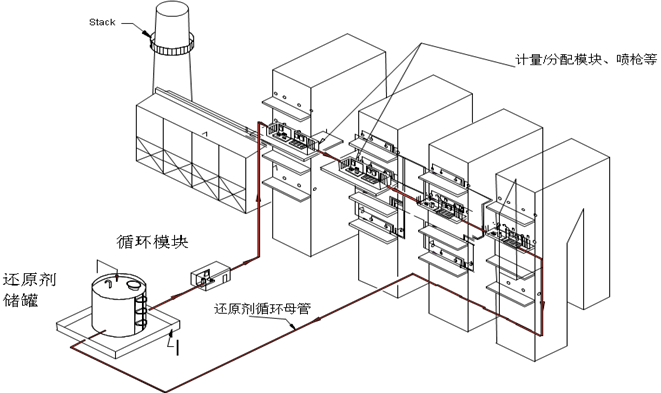 Stack
计量/分配模块、喷枪等
循环模块
还原剂
储罐
还原剂循环母管